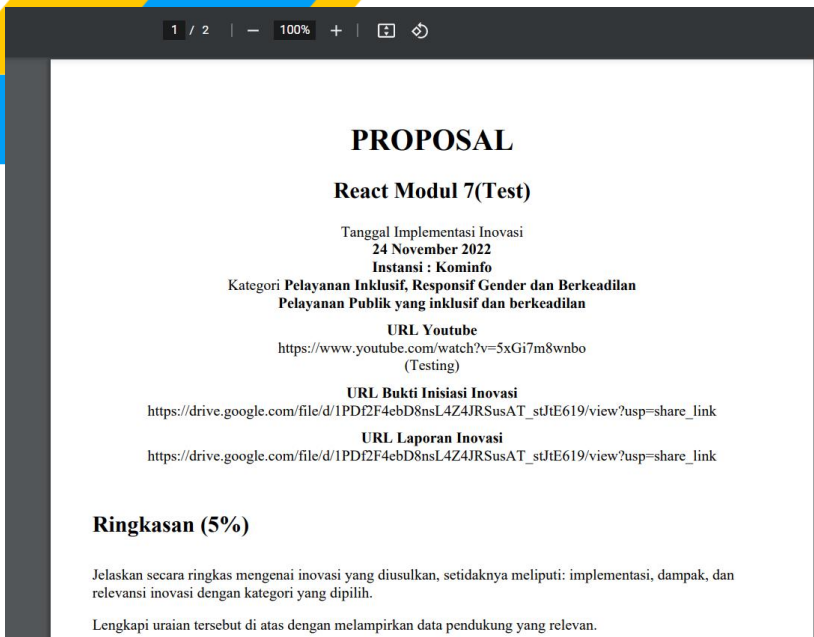 1 / 2
100%
PROPOSAL
React Modul 7(Test)
Tanggal Implementasi Inovasi
24 November 2022
Instansi : Kominfo
Kategori Pelayanan Inklusif, Responsif Gender dan Berkeadilan
Pelayanan Publik yang inklusif dan berkeadilan
URL Youtube
https://www.youtube.com/watch?v=5xGi7m8wnbo
(Testing)
URL Bukti Inisiasi Inovasi
https://drive.google.com/file/d/1PDf2F4ebD8nsL4Z4JRSusAT_stJtE619/view?usp=share_link
URL Laporan Inovasi
https://drive.google.com/file/d/1PDf2F4ebD8nsL4Z4JRSusAT_stJtE619/view?usp=share_link
Ringkasan (5%)
Jelaskan secara ringkas mengenai inovasi yang diusulkan, setidaknya meliputi: implementasi, dampak, dan
relevansi inovasi dengan kategori yang dipilih.
Lengkapi uraian tersebut di atas dengan melampirkan data pendukung yang relevan.